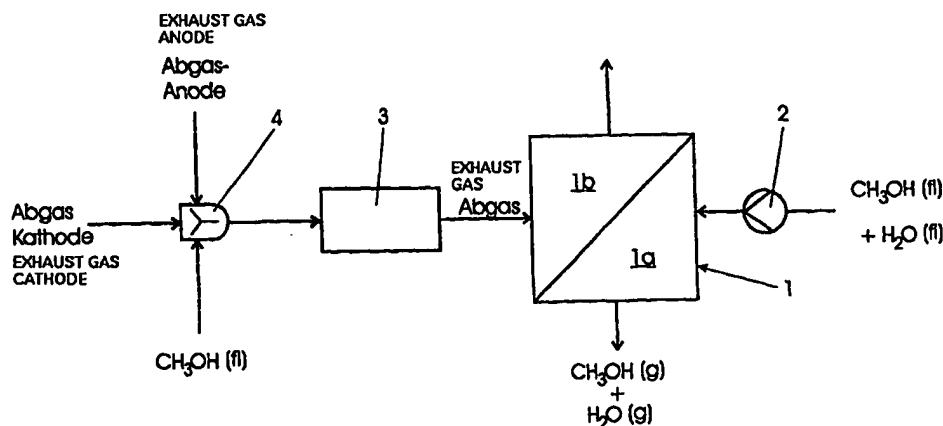 EXHAUST GAS
ANODE
Abgas-
Anode
4
3
2
EXHAUST
GAS
Abgas
1b
1a
CH₃OH (fl)
+ H₂O (fl)
Abgas
Kathode
EXHAUST GAS
CATHODE
1
CH₃OH (fl)
CH₃OH (g)
+
H₂O (g)